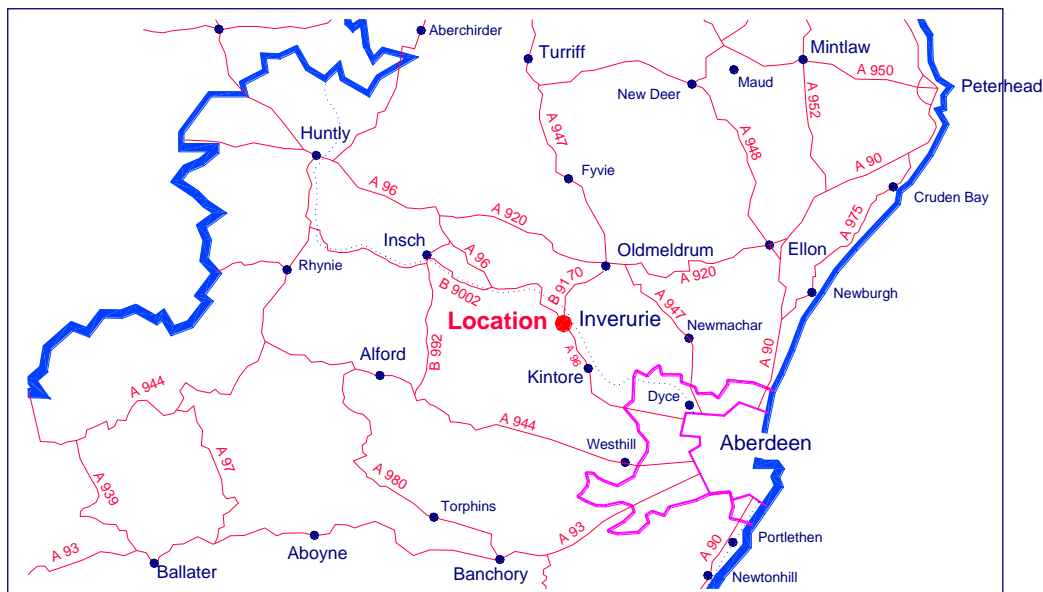 Aberchirder
Turriff
Mintlaw
A 950
Maud
Peterhead
New Deer
A 952
A 947
A 948
Huntly
Fyvie
A 90
A 96
Cruden Bay
A 975
A 920
Insch
Oldmeldrum
Ellon
A 96
Rhynie
A 920
B 9170
B 9002
Newburgh
A 947
Location
Inverurie
Newmachar
B 992
A 96
A 90
Alford
Kintore
A 944
Dyce
A 944
Westhill
Aberdeen
A 97
A 980
A 939
Torphins
A 93
A 90
Portlethen
A 93
Aboyne
Ballater
Banchory
Newtonhill